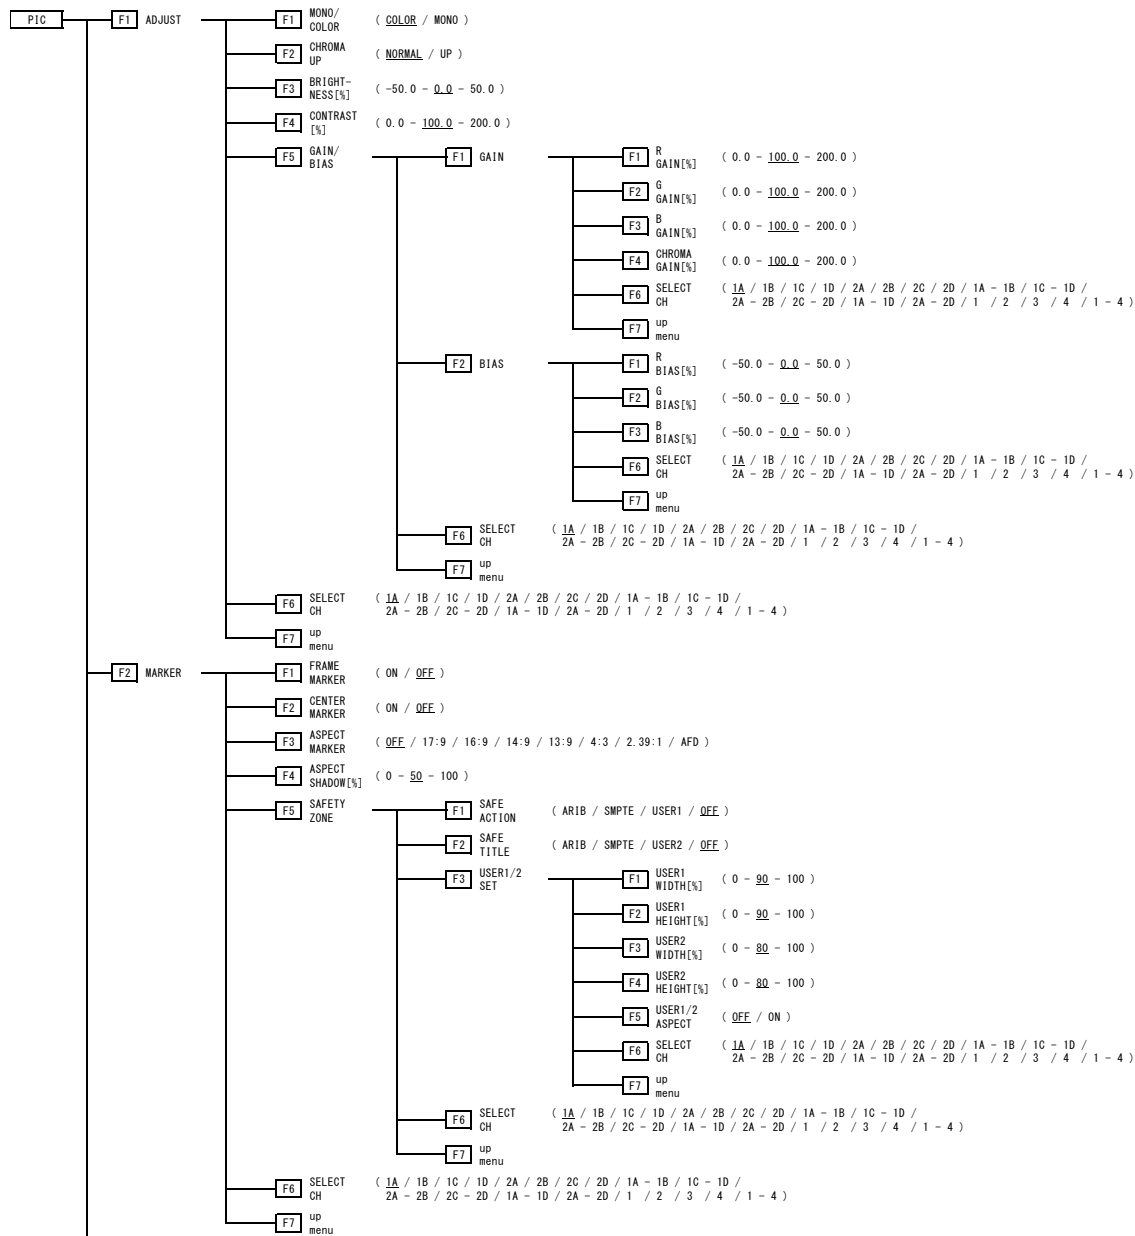 PIC F1 ADJUST F1 MONO/
COLOR ( COLOR / MONO )
F2 CHROMA
UP ( NORMAL / UP )
F3 BRIGHT-
NESS[%] ( -50.0 - 0.0 - 50.0 )
F4 CONTRAST
[%] ( 0.0 - 100.0 - 200.0 )
F5 GAIN/
BIAS F1 GAIN F1 R
GAIN[%] ( 0.0 - 100.0 - 200.0 )
F2 G
GAIN[%] ( 0.0 - 100.0 - 200.0 )
F3 B
GAIN[%] ( 0.0 - 100.0 - 200.0 )
F4 CHROMA
GAIN[%] ( 0.0 - 100.0 - 200.0 )
F6 SELECT ( 1A / 1B / 1C / 1D / 2A / 2B / 2C / 2D / 1A - 1B / 1C - 1D /
CH 2A - 2B / 2C - 2D / 1A - 1D / 2A - 2D / 1 / 2 / 3 / 4 / 1 - 4 )
F7 up
menu
F2 BIAS F1 R
BIAS[%] ( -50.0 - 0.0 - 50.0 )
F2 G
BIAS[%] ( -50.0 - 0.0 - 50.0 )
F3 B
BIAS[%] ( -50.0 - 0.0 - 50.0 )
F6 SELECT ( 1A / 1B / 1C / 1D / 2A / 2B / 2C / 2D / 1A - 1B / 1C - 1D /
CH 2A - 2B / 2C - 2D / 1A - 1D / 2A - 2D / 1 / 2 / 3 / 4 / 1 - 4 )
F7 up
menu
F6 SELECT ( 1A / 1B / 1C / 1D / 2A / 2B / 2C / 2D / 1A - 1B / 1C - 1D /
CH 2A - 2B / 2C - 2D / 1A - 1D / 2A - 2D / 1 / 2 / 3 / 4 / 1 - 4 )
F7 up
menu
F6 SELECT ( 1A / 1B / 1C / 1D / 2A / 2B / 2C / 2D / 1A - 1B / 1C - 1D /
CH 2A - 2B / 2C - 2D / 1A - 1D / 2A - 2D / 1 / 2 / 3 / 4 / 1 - 4 )
F7 up
menu
F2 MARKER F1 FRAME
MARKER ( ON / OFF )
F2 CENTER
MARKER ( ON / OFF )
F3 ASPECT
MARKER ( OFF / 17:9 / 16:9 / 14:9 / 13:9 / 4:3 / 2.39:1 / AFD )
F4 ASPECT
SHADOW[%] ( 0 - 50 - 100 )
F5 SAFETY
ZONE F1 SAFE
ACTION ( ARIB / SMPTE / USER1 / OFF )
F2 SAFE
TITLE ( ARIB / SMPTE / USER2 / OFF )
F3 USER1/2
SET F1 USER1
WIDTH[%] ( 0 - 90 - 100 )
F2 USER1
HEIGHT[%] ( 0 - 90 - 100 )
F3 USER2
WIDTH[%] ( 0 - 80 - 100 )
F4 USER2
HEIGHT[%] ( 0 - 80 - 100 )
F5 USER1/2
ASPECT ( OFF / ON )
F6 SELECT ( 1A / 1B / 1C / 1D / 2A / 2B / 2C / 2D / 1A - 1B / 1C - 1D /
CH 2A - 2B / 2C - 2D / 1A - 1D / 2A - 2D / 1 / 2 / 3 / 4 / 1 - 4 )
F7 up
menu
F6 SELECT ( 1A / 1B / 1C / 1D / 2A / 2B / 2C / 2D / 1A - 1B / 1C - 1D /
CH 2A - 2B / 2C - 2D / 1A - 1D / 2A - 2D / 1 / 2 / 3 / 4 / 1 - 4 )
F7 up
menu
F6 SELECT ( 1A / 1B / 1C / 1D / 2A / 2B / 2C / 2D / 1A - 1B / 1C - 1D /
CH 2A - 2B / 2C - 2D / 1A - 1D / 2A - 2D / 1 / 2 / 3 / 4 / 1 - 4 )
F7 up
menu